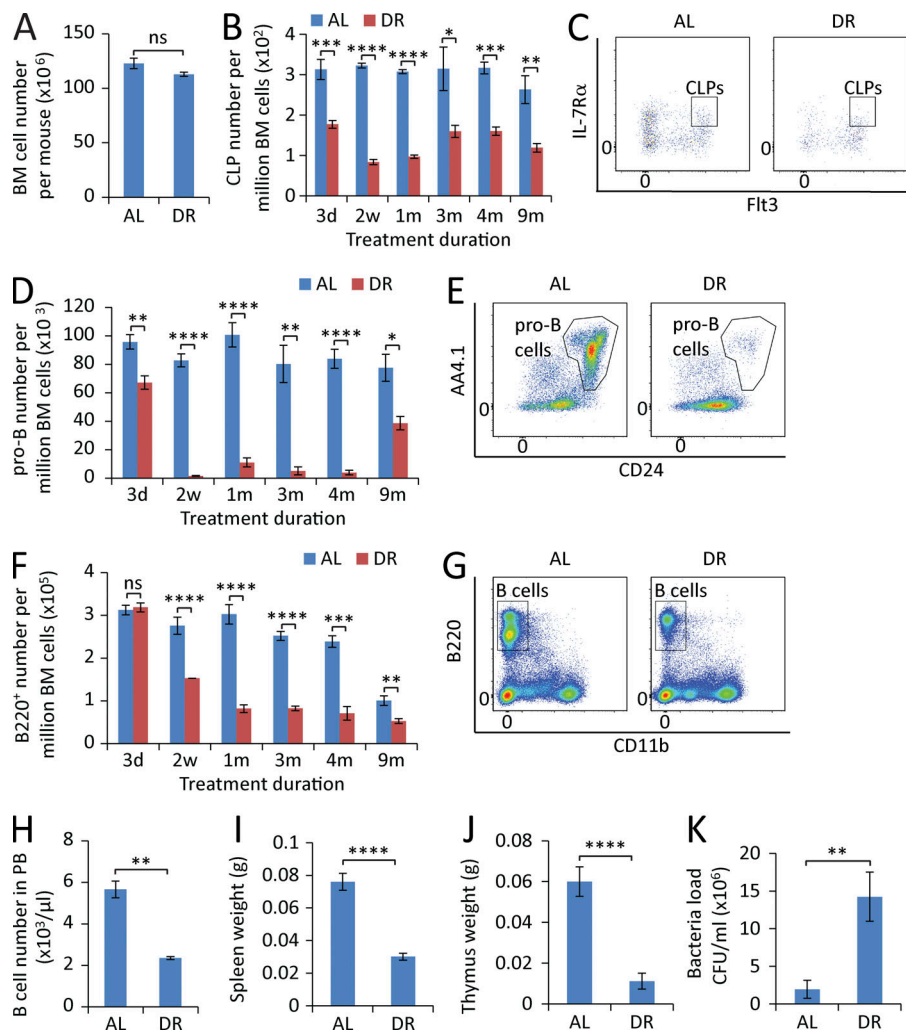 A
BM cell number
per mouse (x10⁶)
150
100
50
0
ns
AL
DR
B
AL
DR
CLP number per
million BM cells (x10²)
4
3
2
1
0
***
****
****
*
***
**
3d
2w
1m
3m
4m
9m
Treatment duration
C
AL
DR
IL-7Rα
CLPs
CLPs
0
0
0
0
Flt3
D
AL
DR
pro-B number per
million BM cells (x10³)
120
100
80
60
40
20
0
**
****
****
**
****
*
3d
2w
1m
3m
4m
9m
Treatment duration
E
AL
DR
AA4.1
pro-B
cells
pro-B
cells
0
0
0
0
CD24
F
AL
DR
B220⁺ number per
million BM cells (x10⁵)
4
3
2
1
0
ns
****
****
****
***
**
3d
2w
1m
3m
4m
9m
Treatment duration
G
AL
DR
B220
B cells
B cells
0
0
0
0
CD11b
H
B cell number in PB
(x10³/µl)
8
6
4
2
0
**
AL
DR
I
Spleen weight (g)
0.1
0.08
0.06
0.04
0.02
0
****
AL
DR
J
Thymus weight (g)
0.08
0.06
0.04
0.02
0
****
AL
DR
K
Bacteria load
CFU/ml (x10⁶)
20
15
10
5
0
**
AL
DR